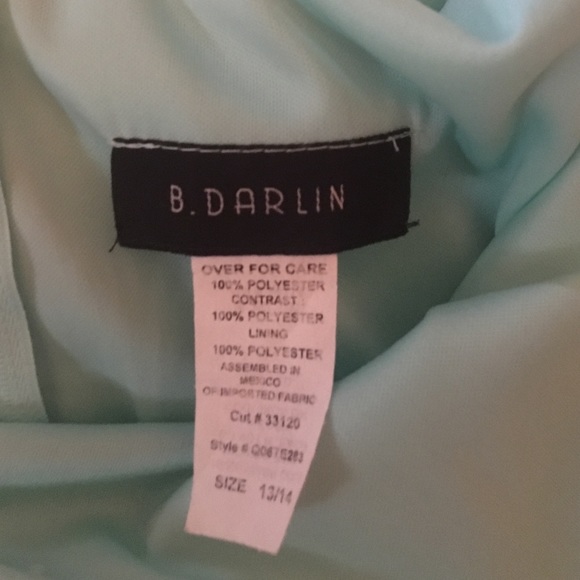 B. DARLIN
OVER FOR CARE
100% POLYESTER
CONTRAST
100% POLYESTER
LINING
100% POLYESTER
ASSEMBLED IN
MEXICO
OF IMPORTED FABRIC
Cut # 33120
Style #
SIZE 13/14